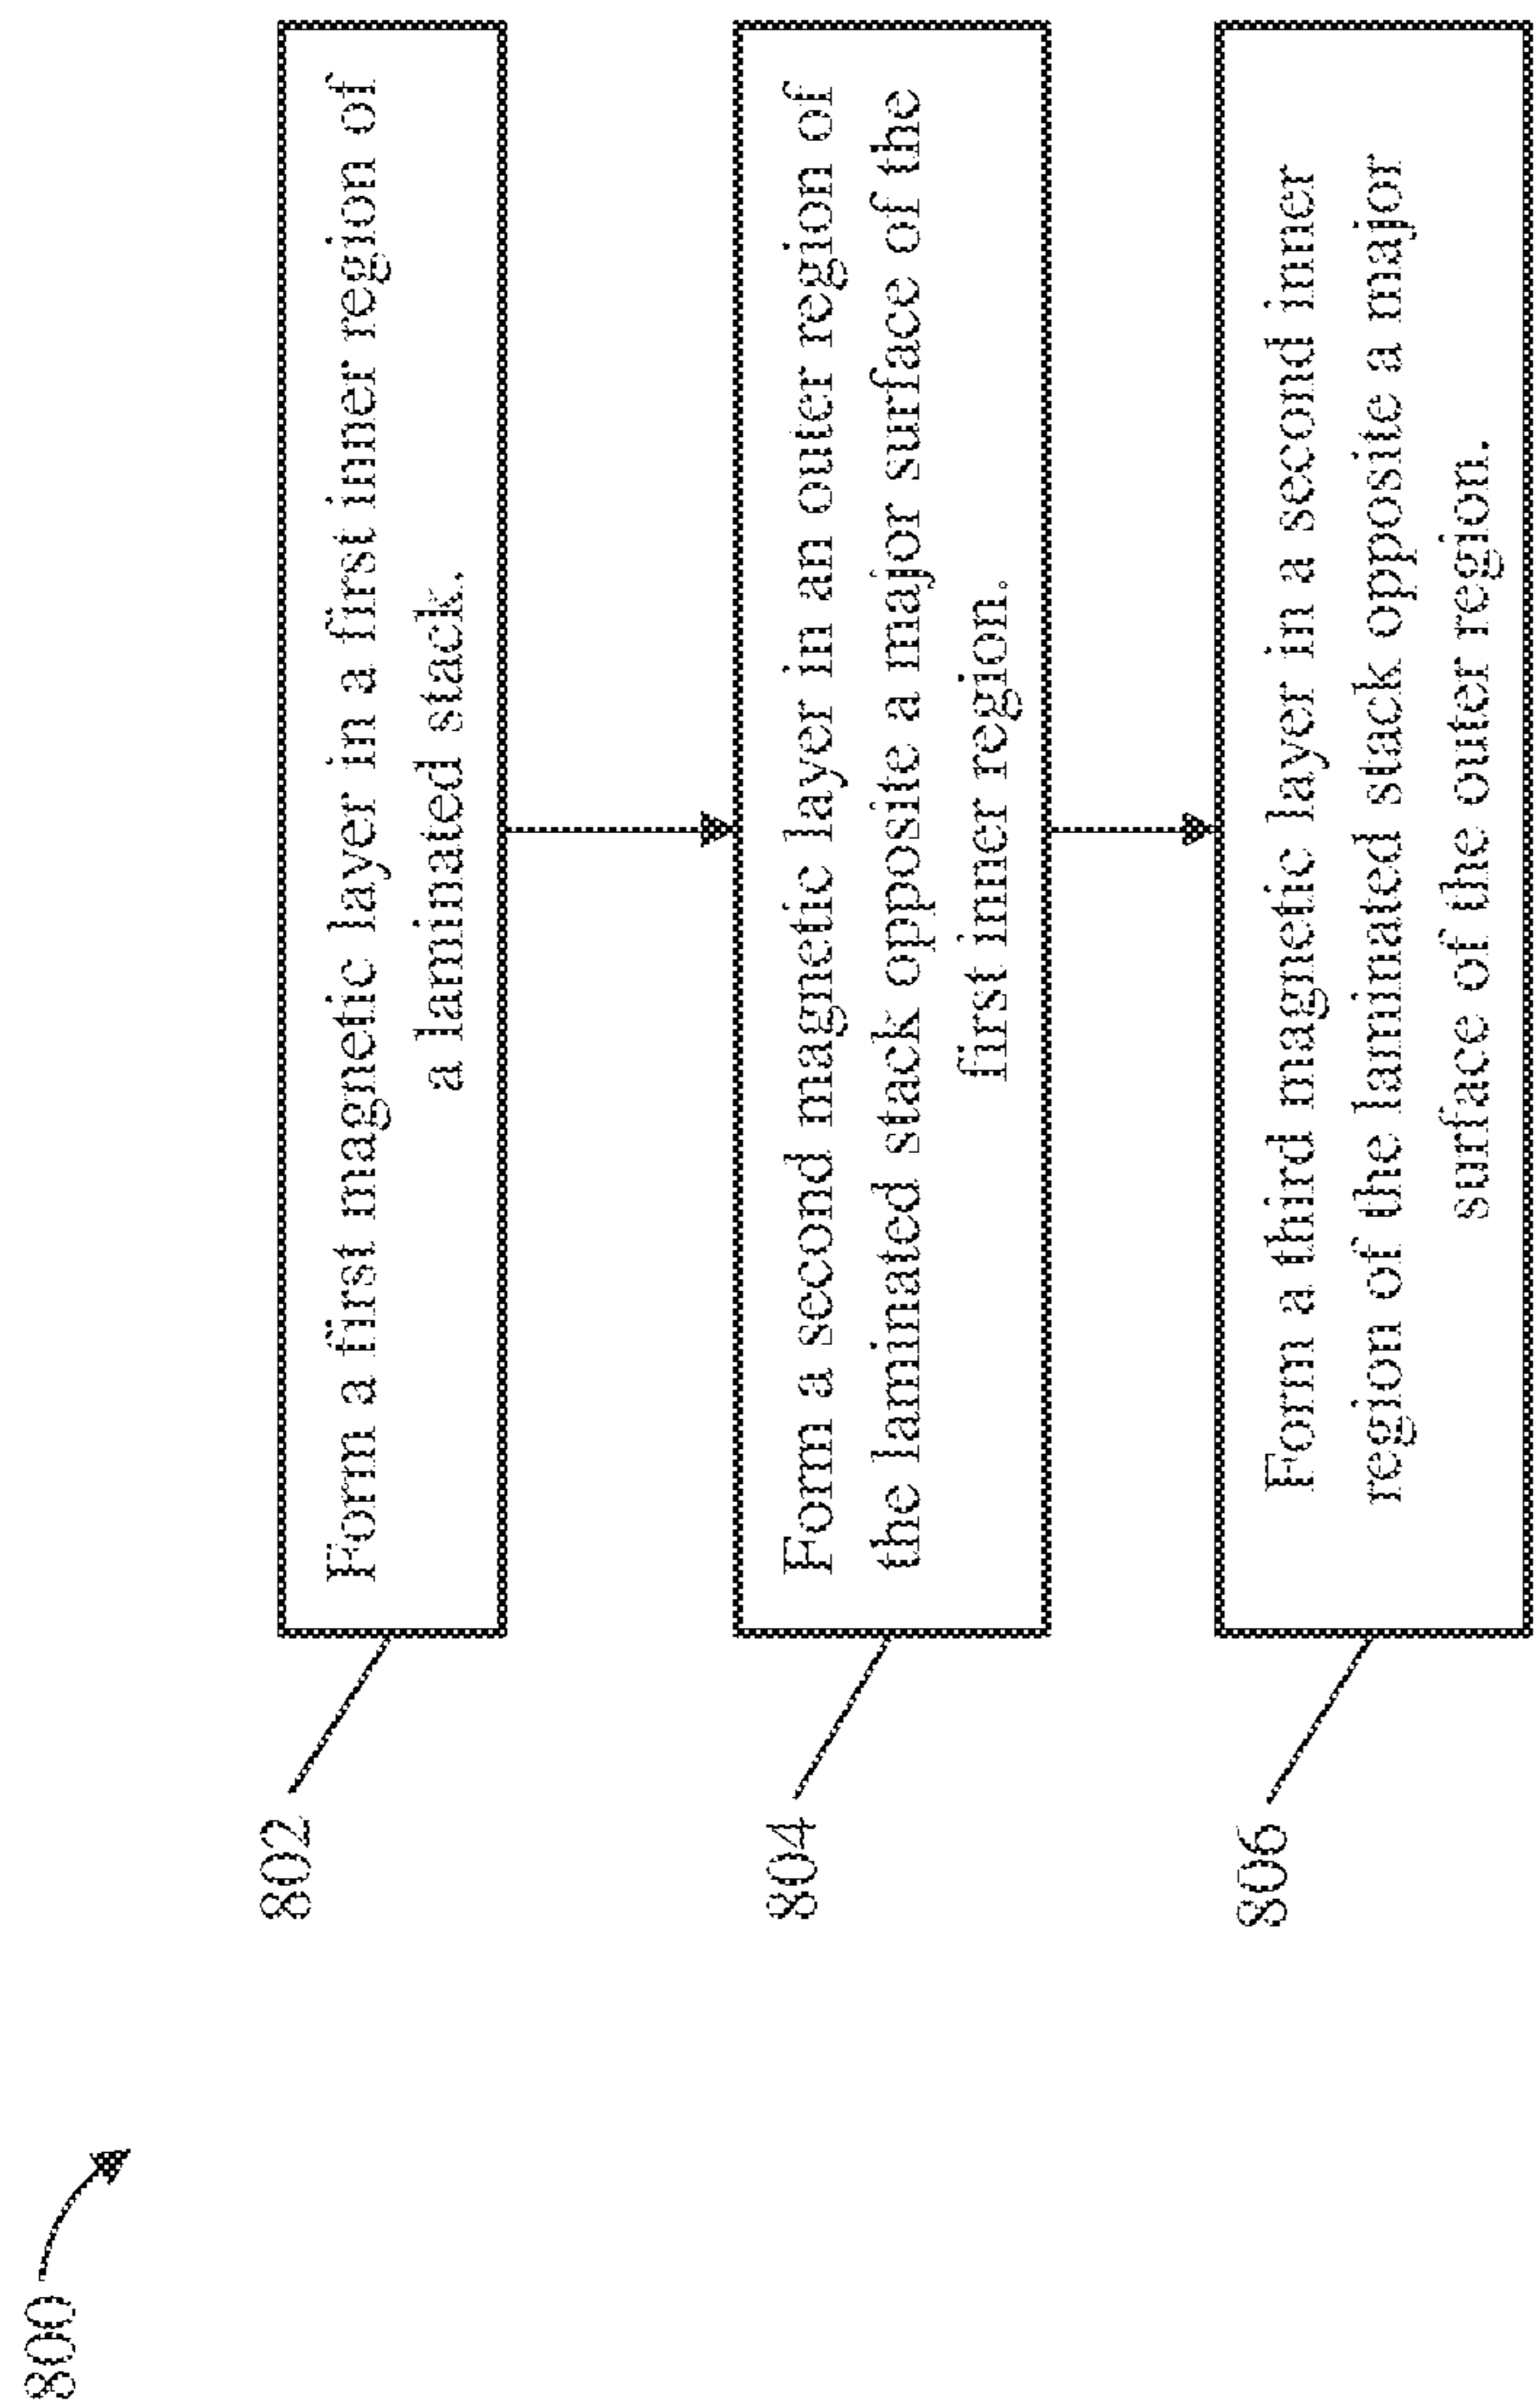 800
802
Form a first magnetic layer in a first inner region of
a laminated stack.
804
Form a second magnetic layer in an outer region of
the laminated stack opposite a major surface of the
first inner region.
806
Form a third magnetic layer in a second inner
region of the laminated stack opposite a major
surface of the outer region.